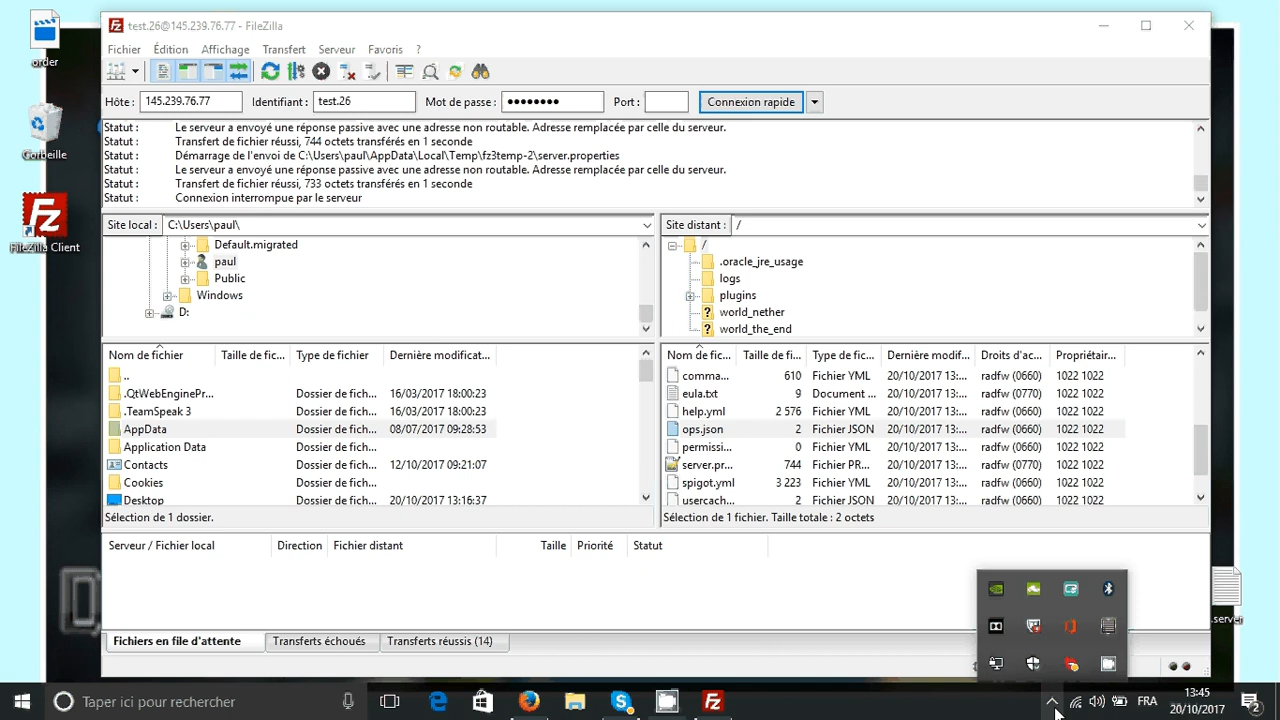 test.26@145.239.76.77 - FileZilla
Fichier Édition Affichage Transfert Serveur Favoris ?
Hôte : 145.239.76.77 Identifiant : test.26 Mot de passe : ●●●●●●●● Port : Connexion rapide
Statut : Le serveur a envoyé une réponse passive avec une adresse non routable. Adresse remplacée par celle du serveur.
Statut : Transfert de fichier réussi, 744 octets transférés en 1 seconde
Statut : Démarrage de l'envoi de C:\Users\paul\AppData\Local\Temp\fz3temp-2\server.properties
Statut : Le serveur a envoyé une réponse passive avec une adresse non routable. Adresse remplacée par celle du serveur.
Statut : Transfert de fichier réussi, 733 octets transférés en 1 seconde
Statut : Connexion interrompue par le serveur
Site local : C:\Users\paul\
Default.migrated
paul
Public
Windows
D:
Site distant : /
/
.oracle_jre_usage
logs
plugins
world_nether
world_the_end
Nom de fichier Taille de fic... Type de fichier Dernière modificat...
..
.QtWebEnginePr... Dossier de fich... 16/03/2017 18:00:23
.TeamSpeak 3 Dossier de fich... 16/03/2017 18:00:23
AppData Dossier de fich... 08/07/2017 09:28:53
Application Data Dossier de fich...
Contacts Dossier de fich... 12/10/2017 09:21:07
Cookies Dossier de fich...
Desktop Dossier de fich... 20/10/2017 13:16:37
Sélection de 1 dossier.
Nom de fic... Taille de fi... Type de fic... Dernière modif... Droits d'ac... Propriétair...
comma... 610 Fichier YML 20/10/2017 13:... radfw (0660) 1022 1022
eula.txt 9 Document ... 20/10/2017 13:... radfw (0770) 1022 1022
help.yml 2 576 Fichier YML 20/10/2017 13:... radfw (0660) 1022 1022
ops.json 2 Fichier JSON 20/10/2017 13:... radfw (0660) 1022 1022
permissi... 0 Fichier YML 20/10/2017 13:... radfw (0660) 1022 1022
server.pr... 744 Fichier PR... 20/10/2017 13:... radfw (0770) 1022 1022
spigot.yml 3 223 Fichier YML 20/10/2017 13:... radfw (0660) 1022 1022
usercac... 2 Fichier JSON 20/10/2017 13:... radfw (0660) 1022 1022
Sélection de 1 fichier. Taille totale : 2 octets
Serveur / Fichier local Direction Fichier distant Taille Priorité Statut
Fichiers en file d'attente Transferts échoués Transferts réussis (14)
order
Corbeille
FileZilla Client
server
Taper ici pour rechercher
FRA
13:45
20/10/2017
2